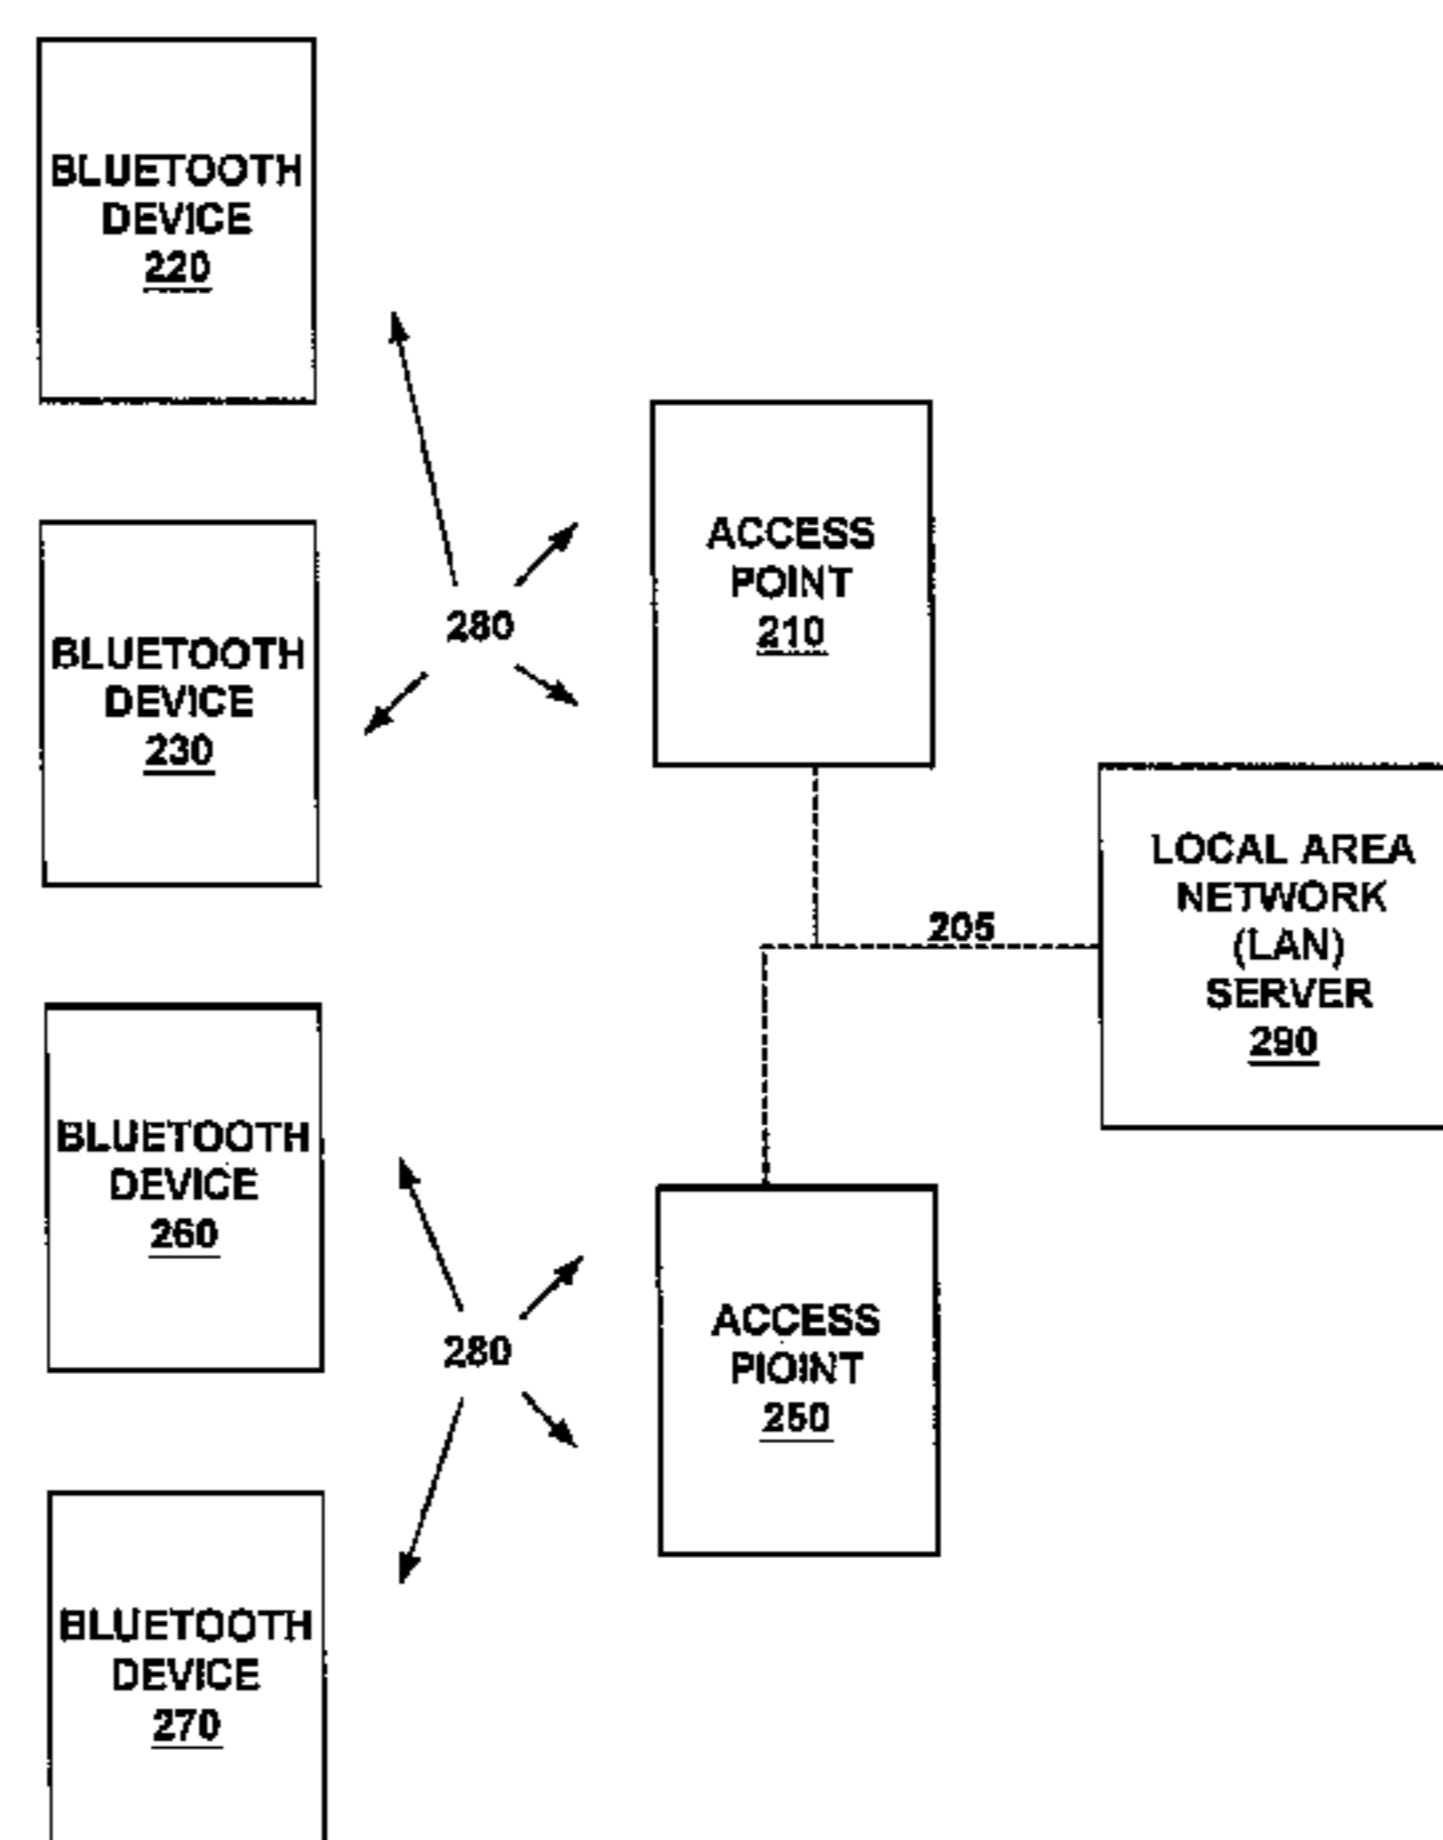 BLUETOOTH
DEVICE
220
BLUETOOTH
DEVICE
230
280
ACCESS
POINT
210
205
LOCAL AREA
NETWORK
(LAN)
SERVER
290
BLUETOOTH
DEVICE
260
280
ACCESS
PIOINT
250
BLUETOOTH
DEVICE
270